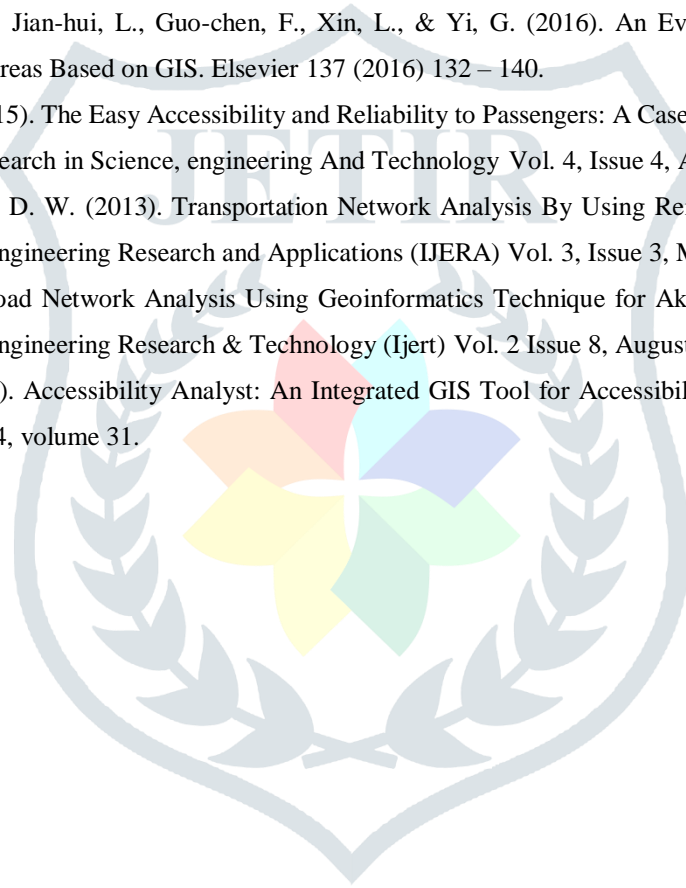 Jian-hui, L., Guo-chen, F., Xin, L., & Yi, G. (2016). An Ev
reas Based on GIS. Elsevier 137 (2016) 132 – 140.
15). The Easy Accessibility and Reliability to Passengers: A Case
search in Science, engineering And Technology Vol. 4, Issue 4, A
D. W. (2013). Transportation Network Analysis By Using Re
ngineering Research and Applications (IJERA) Vol. 3, Issue 3, M
oad Network Analysis Using Geoinformatics Technique for Ak
ngineering Research & Technology (Ijert) Vol. 2 Issue 8, August
). Accessibility Analyst: An Integrated GIS Tool for Accessibil
4, volume 31.
JETIR